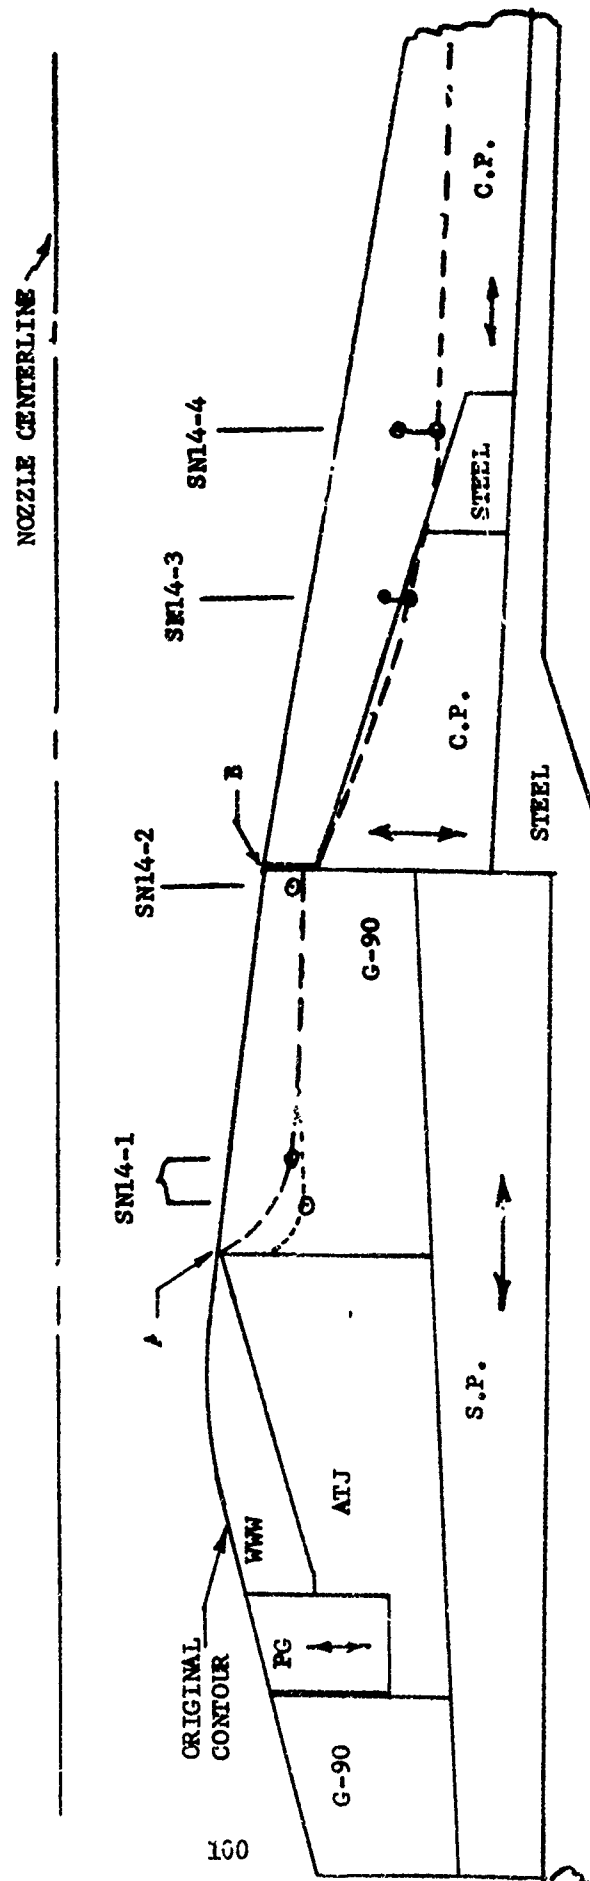 NOZZLE CENTERLINE
SN14-4
SN14-3
SN14-2
SN14-1
A
B
ORIGINAL
CONTOUR
WWW
PG
G-90
ATJ
S.P.
G-90
C.P.
STEEL
C.P.
STEEL
100